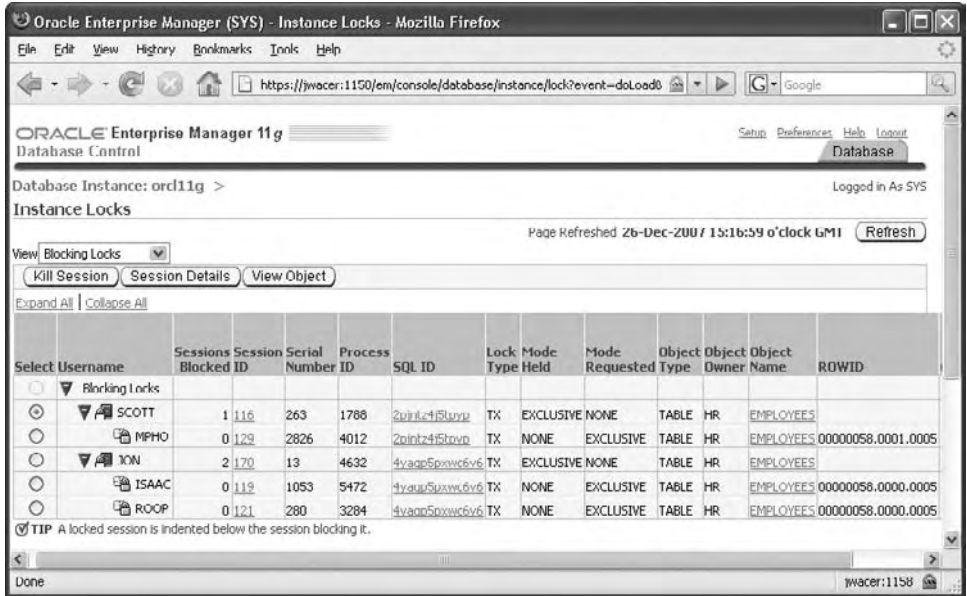 Oracle Enterprise Manager (SYS) - Instance Locks - Mozilla Firefox
File Edit View History Bookmarks Tools Help
https://jwacer:1158/em/console/database/instance/lock?event=doLoad& G Google
ORACLE Enterprise Manager 11g
Database Control
Setup Preferences Help Logout
Database
Database Instance: orcl11g >
Logged in As SYS
Instance Locks
Page Refreshed 26-Dec-2007 15:16:59 o'clock GMT Refresh
View Blocking Locks
Kill Session Session Details View Object
Expand All | Collapse All
Select Username Sessions Blocked Session ID Serial Number Process ID SQL ID Lock Type Mode Held Mode Requested Object Type Object Owner Object Name ROWID
Blocking Locks
SCOTT 1 116 263 1788 TX EXCLUSIVE NONE TABLE HR EMPLOYEES
MPHO 0 129 2826 4012 TX NONE EXCLUSIVE TABLE HR EMPLOYEES 00000058.0001.0005
JON 2 170 13 4632 4yaqp5pxwc6v6 TX EXCLUSIVE NONE TABLE HR EMPLOYEES
ISAAC 0 119 1053 5472 4yaqp5pxwc6v6 TX NONE EXCLUSIVE TABLE HR EMPLOYEES 00000058.0000.0005
ROOP 0 121 280 3284 4yaqp5pxwc6v6 TX NONE EXCLUSIVE TABLE HR EMPLOYEES 00000058.0000.0005
TIP A locked session is indented below the session blocking it.
Done
jwacer:1158